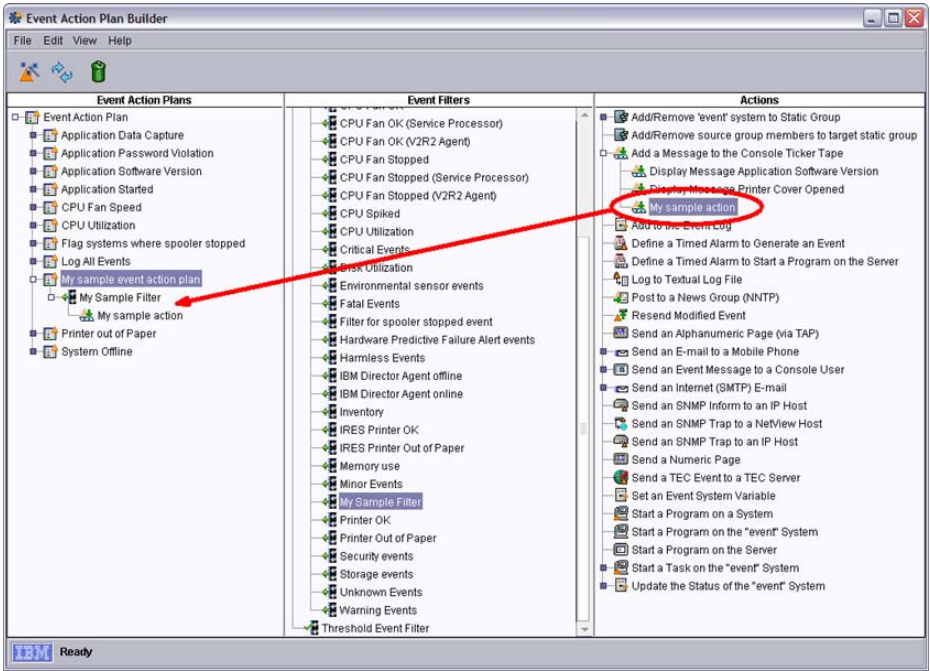 Event Action Plan Builder
File Edit View Help
Event Action Plans
Event Action Plan
Application Data Capture
Application Password Violation
Application Software Version
Application Started
CPU Fan Speed
CPU Utilization
Flag systems where spooler stopped
Log All Events
My sample event action plan
My Sample Filter
My sample action
Printer out of Paper
System Offline
Event Filters
CPU Fan OK
CPU Fan OK (Service Processor)
CPU Fan OK (V2R2 Agent)
CPU Fan Stopped
CPU Fan Stopped (Service Processor)
CPU Fan Stopped (V2R2 Agent)
CPU Spiked
CPU Utilization
Critical Events
Disk Utilization
Environmental sensor events
Fatal Events
Filter for spooler stopped event
Hardware Predictive Failure Alert events
Harmless Events
IBM Director Agent offline
IBM Director Agent online
Inventory
IRES Printer OK
IRES Printer Out of Paper
Memory use
Minor Events
My Sample Filter
Printer OK
Printer Out of Paper
Security events
Storage events
Unknown Events
Warning Events
Threshold Event Filter
Actions
Add/Remove 'event' system to Static Group
Add/Remove source group members to target static group
Add a Message to the Console Ticker Tape
Display Message Application Software Version
Display Message Printer Cover Opened
My sample action
Add to the Event Log
Define a Timed Alarm to Generate an Event
Define a Timed Alarm to Start a Program on the Server
Log to Textual Log File
Post to a News Group (NNTP)
Resend Modified Event
Send an Alphanumeric Page (via TAP)
Send an E-mail to a Mobile Phone
Send an Event Message to a Console User
Send an Internet (SMTP) E-mail
Send an SNMP Inform to an IP Host
Send an SNMP Trap to a NetView Host
Send an SNMP Trap to an IP Host
Send a Numeric Page
Send a TEC Event to a TEC Server
Set an Event System Variable
Start a Program on a System
Start a Program on the "event" System
Start a Program on the Server
Start a Task on the "event" System
Update the Status of the "event" System
IBM Ready